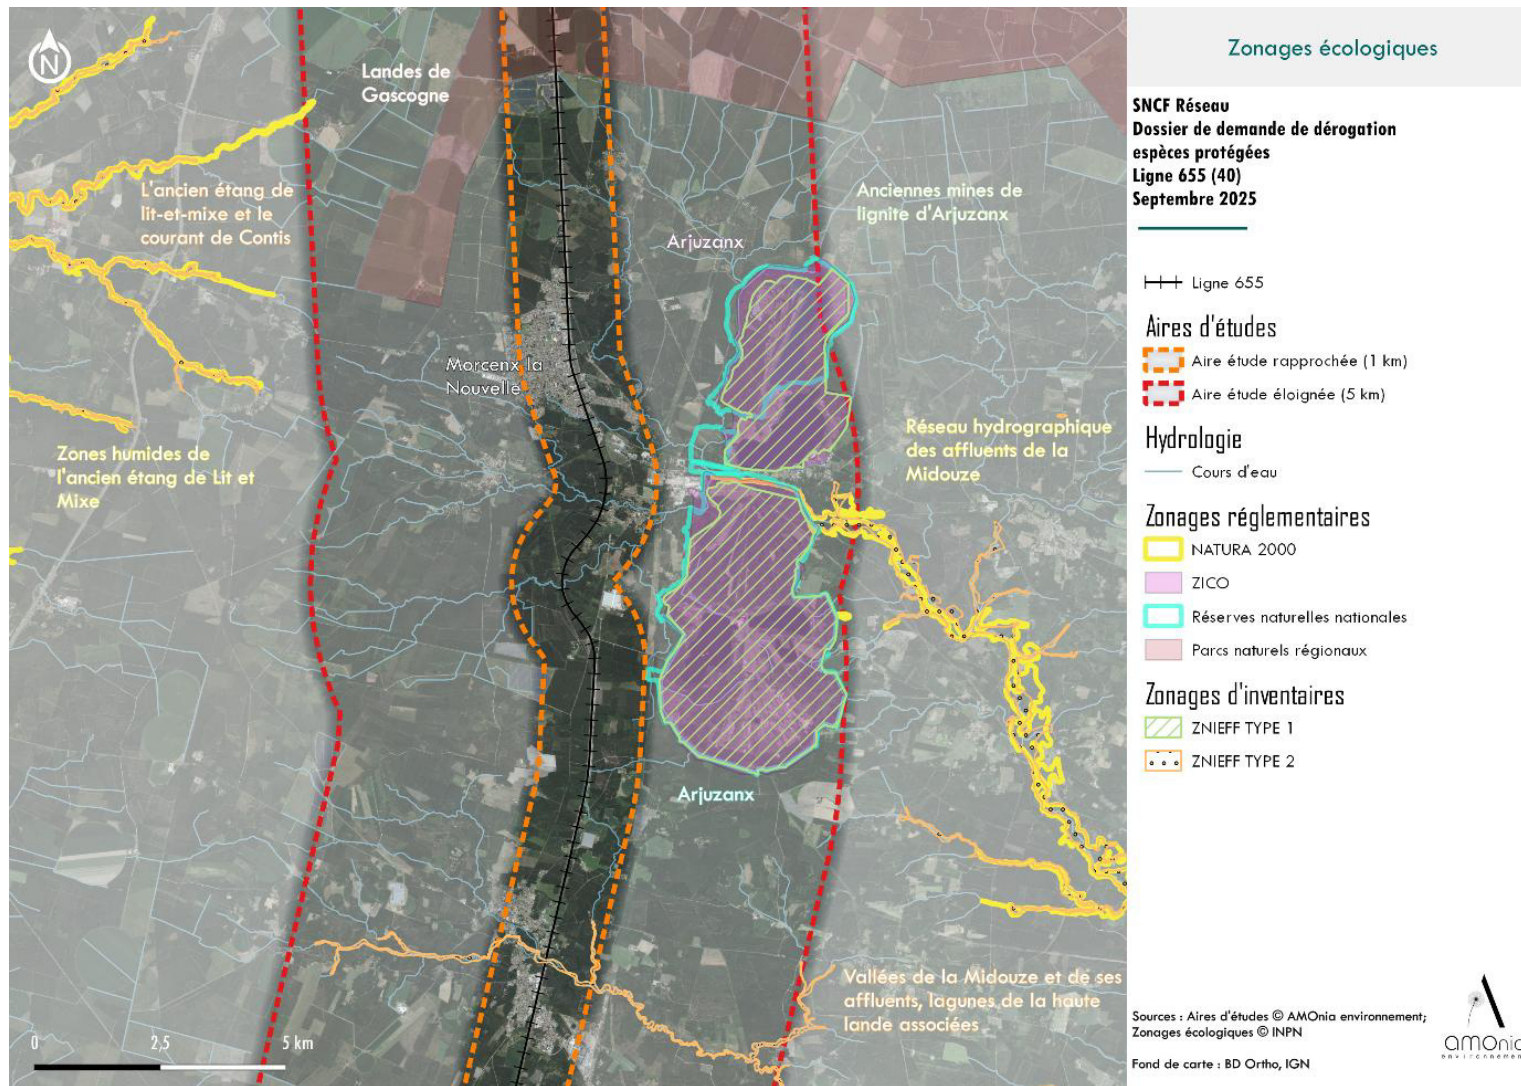 N
Landes de
Gascogne
L'ancien étang de
lit-et-mixe et le
courant de Contis
Anciennes mines de
lignite d'Arjuzanx
Arjuzanx
Morcenx la
Nouvelle
Réseau hydrographique
des affluents de la
Midouze
Zones humides de
l'ancien étang de Lit et
Mixe
Arjuzanx
Vallées de la Midouze et de ses
affluents, lagunes de la haute
lande associées
0 2,5 5 km
Zonages écologiques
SNCF Réseau
Dossier de demande de dérogation
espèces protégées
Ligne 655 (40)
Septembre 2025
Ligne 655
Aires d'études
Aire étude rapprochée (1 km)
Aire étude éloignée (5 km)
Hydrologie
Cours d'eau
Zonages réglementaires
NATURA 2000
ZICO
Réserves naturelles nationales
Parcs naturels régionaux
Zonages d'inventaires
ZNIEFF TYPE 1
ZNIEFF TYPE 2
Sources : Aires d'études © AMOnia environnement;
Zonages écologiques © INPN
Fond de carte : BD Ortho, IGN
amonia
environnement